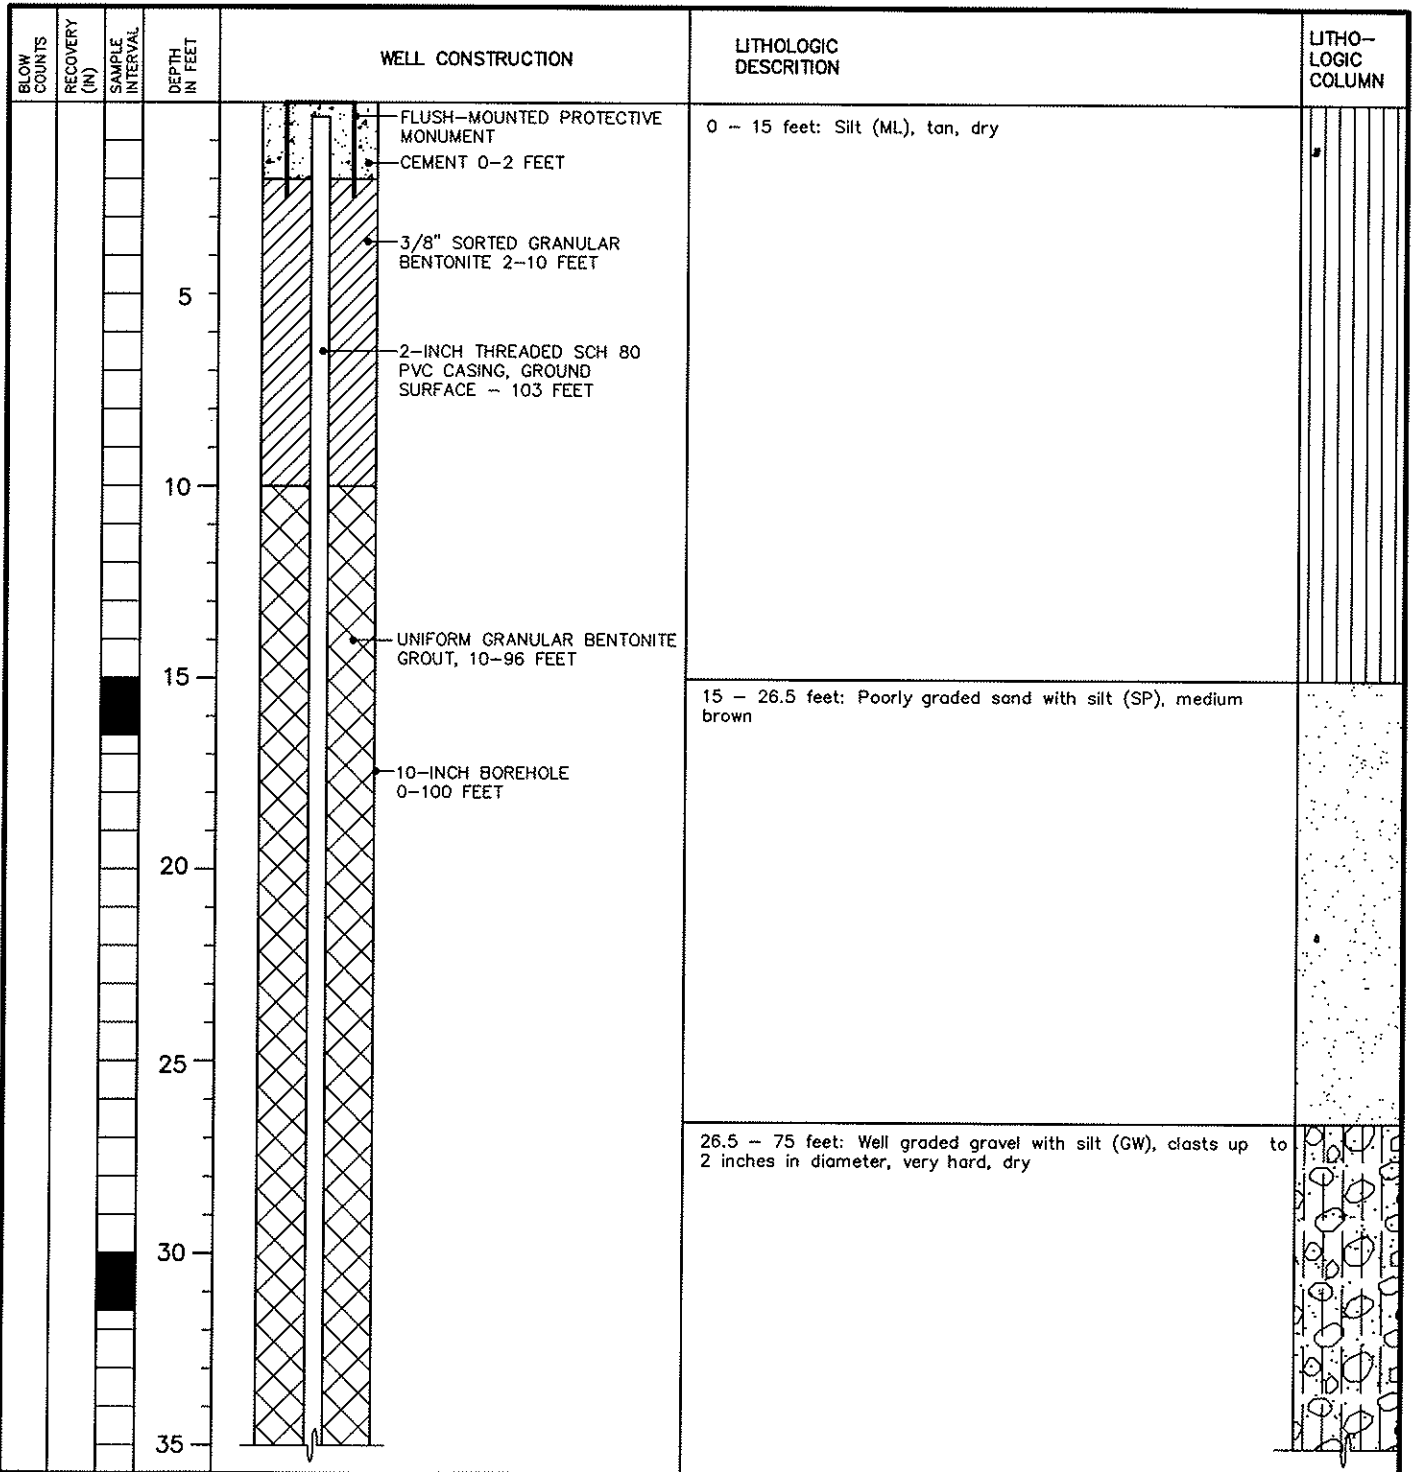 BLOW
COUNTS
RECOVERY
(IN)
SAMPLE
INTERVAL
DEPTH
IN FEET
WELL CONSTRUCTION
LITHOLOGIC
DESCRITION
LITHO-
LOGIC
COLUMN
FLUSH-MOUNTED PROTECTIVE
MONUMENT
CEMENT 0-2 FEET
3/8" SORTED GRANULAR
BENTONITE 2-10 FEET
2-INCH THREADED SCH 80
PVC CASING, GROUND
SURFACE - 103 FEET
UNIFORM GRANULAR BENTONITE
GROUT, 10-96 FEET
10-INCH BOREHOLE
0-100 FEET
0 - 15 feet: Silt (ML), tan, dry
15 - 26.5 feet: Poorly graded sand with silt (SP), medium
brown
26.5 - 75 feet: Well graded gravel with silt (GW), clasts up to
2 inches in diameter, very hard, dry
5
10
15
20
25
30
35